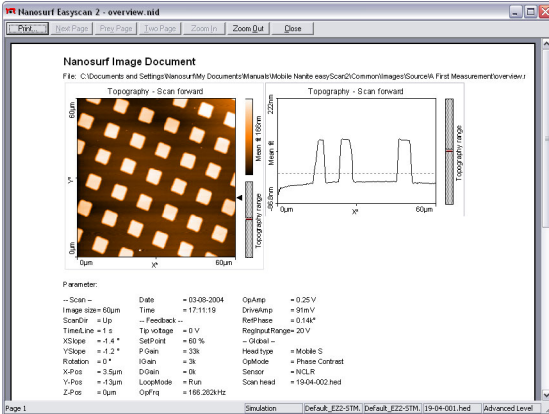 Nanosurf Easyscan 2 - overview.nid
Print... Next Page Prev Page Two Page Zoom In Zoom Out Close
Nanosurf Image Document
File: C:\Documents and Settings\Nanosurf\My Documents\Manuals\Mobile Nanite easyScan2\Common\Images\Source\A First Measurement\overview.n
Topography - Scan forward
60µm
Y*
0µm
0µm X* 60µm
Mean fit 166nm
Topography range
Topography - Scan forward
222nm
Mean fit
0µm X* 60µm
Topography range
Parameter:
-- Scan -- Date = 03-08-2004 OpAmp = 0.25 V
Image size= 60µm Time = 17:11:19 DriveAmp = 91mV
ScanDir = Up -- Feedback -- RefPhase = 0.14k°
Time/Line = 1 s Tip voltage = 0 V RegInputRange= 20 V
XSlope = -1.4 ° SetPoint = 60 % -- Global --
YSlope = -1.2 ° P Gain = 33k Head type = Mobile S
Rotation = 0 ° I Gain = 3k OpMode = Phase Contrast
X-Pos = 3.5µm D Gain = 0k Sensor = NCLR
Y-Pos = -13µm LoopMode = Run Scan head = 19-04-002.hed
Z-Pos = 0µm OpFrq = 166.282kHz
Page 1 Simulation Default_EZ2-STM. Default_EZ2-STM. 19-04-001.hed Advanced Level